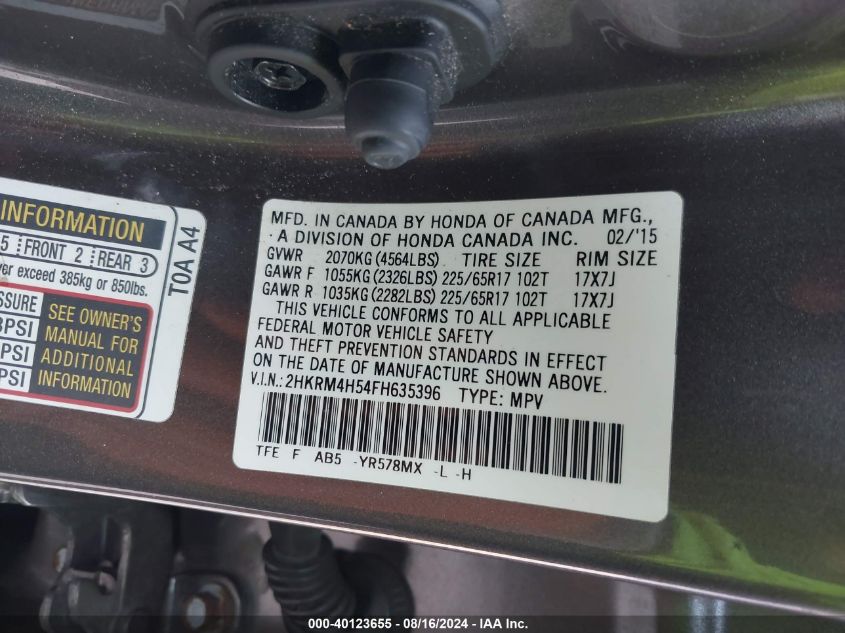 INFORMATION
5 FRONT 2 REAR 3
ver exceed 385kg or 850lbs.
SSURE
PSI
PSI
PSI
SEE OWNER'S
MANUAL FOR
ADDITIONAL
INFORMATION
T0A A4
MFD. IN CANADA BY HONDA OF CANADA MFG.,
A DIVISION OF HONDA CANADA INC. 02/'15
GVWR 2070KG (4564LBS) TIRE SIZE RIM SIZE
GAWR F 1055KG (2326LBS) 225/65R17 102T 17X7J
GAWR R 1035KG (2282LBS) 225/65R17 102T 17X7J
THIS VEHICLE CONFORMS TO ALL APPLICABLE
FEDERAL MOTOR VEHICLE SAFETY
AND THEFT PREVENTION STANDARDS IN EFFECT
ON THE DATE OF MANUFACTURE SHOWN ABOVE.
V.I.N.: 2HKRM4H54FH635396 TYPE: MPV
TFE F AB5 -YR578MX -L -H
000-40123655 - 08/16/2024 - IAA Inc.